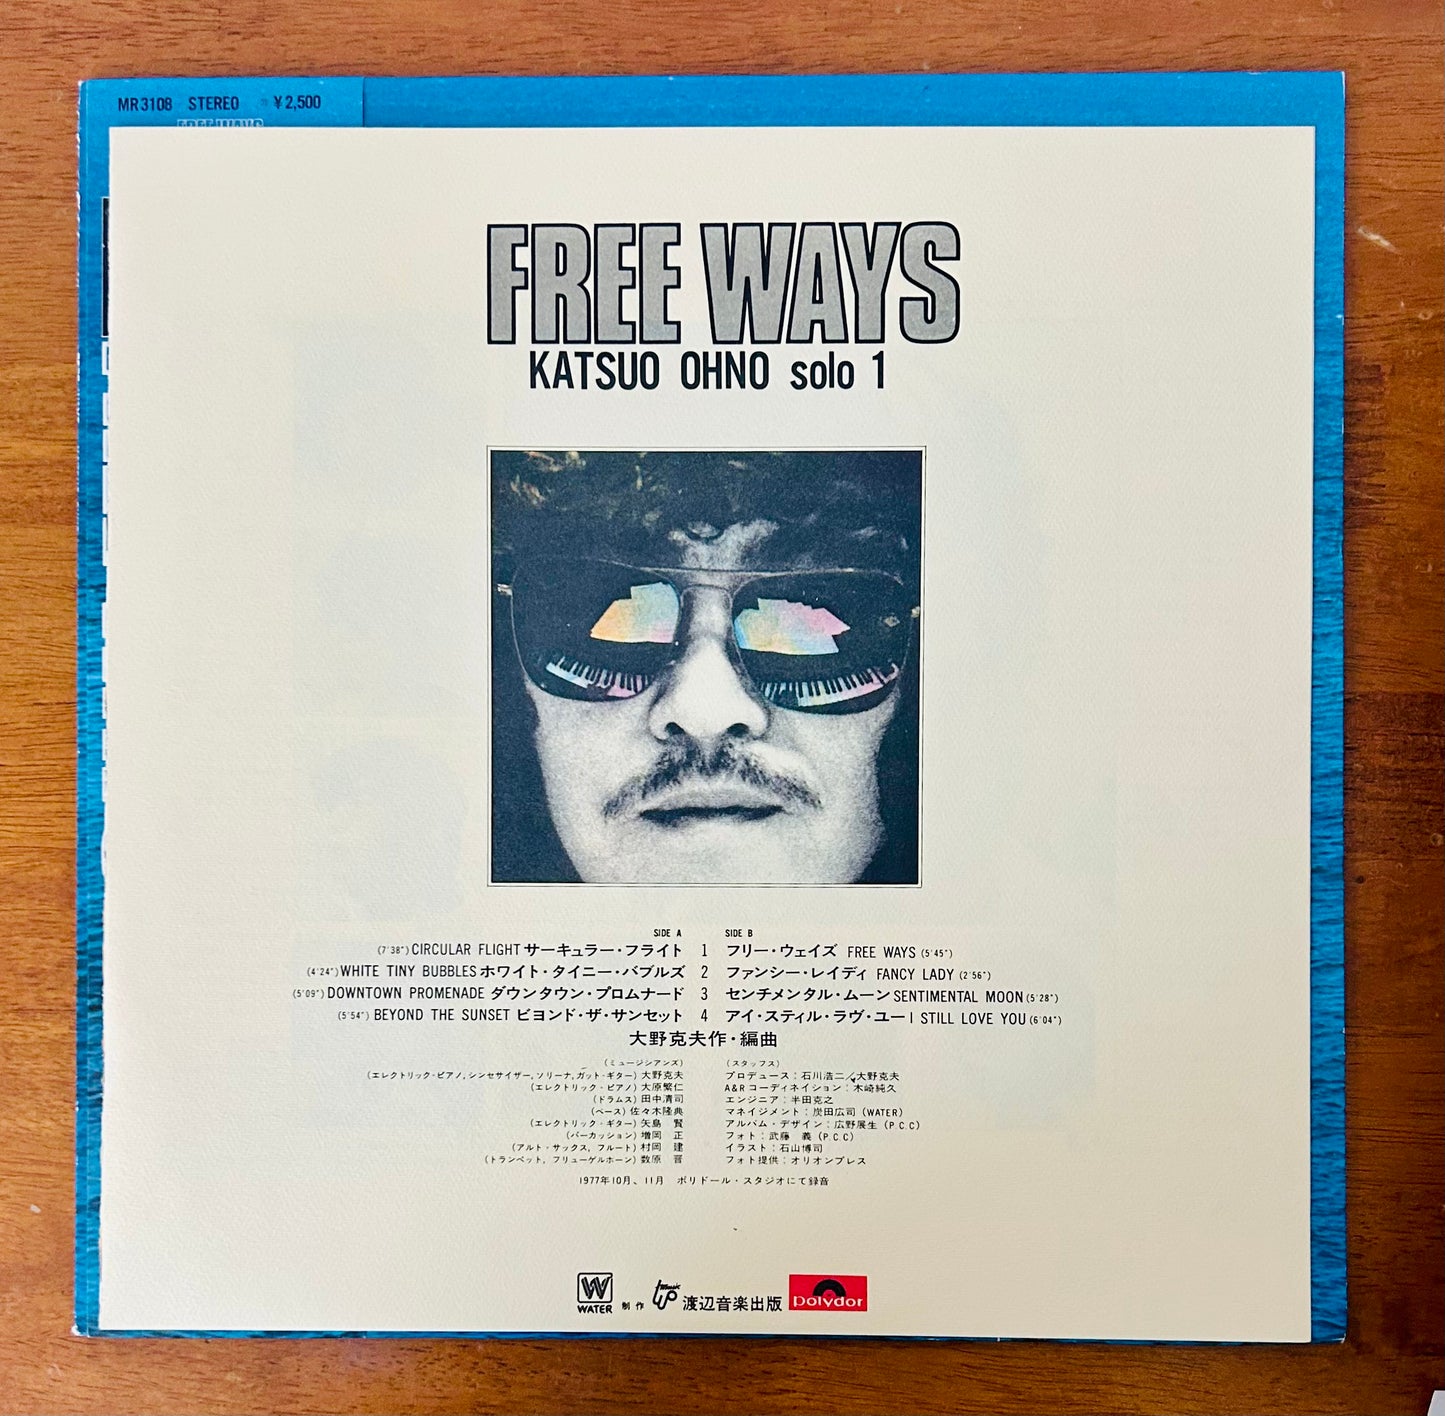 MR3108 STEREO ¥2,500
FREE WAYS
FREE WAYS
KATSUO OHNO solo 1
SIDE A
(7'38") CIRCULAR FLIGHT サーキュラー・フライト 1
(4'24") WHITE TINY BUBBLES ホワイト・タイニー・バブルズ 2
(5'09") DOWNTOWN PROMENADE ダウンタウン・プロムナード 3
(5'54") BEYOND THE SUNSET ビヨンド・ザ・サンセット 4
SIDE B
フリー・ウェイズ FREE WAYS (5'45")
ファンシー・レイディ FANCY LADY (2'56")
センチメンタル・ムーン SENTIMENTAL MOON (5'28")
アイ・スティル・ラヴ・ユー I STILL LOVE YOU (6'04")
大野克夫作・編曲
(ミュージシアンズ)
(エレクトリック・ピアノ, シンセサイザー, ソリーナ, ガット・ギター) 大野克夫
(エレクトリック・ピアノ) 大原繁仁
(ドラムス) 田中清司
(ベース) 佐々木隆典
(エレクトリック・ギター) 矢島 賢
(パーカッション) 増岡 正
(アルト・サックス, フルート) 村岡 建
(トランペット, フリューゲルホーン) 数原 晋
(スタッフス)
プロデュース：石川浩二／大野克夫
A&Rコーディネイション：木崎純久
エンジニア：半田克之
マネイジメント：炭田広司 (WATER)
アルバム・デザイン：広野展生 (P.C.C)
フォト：武藤 義 (P.C.C)
イラスト：石山博司
フォト提供：オリオンプレス
1977年10月、11月 ポリドール・スタジオにて録音
W
WATER 制作 Music UP 渡辺音楽出版 polydor